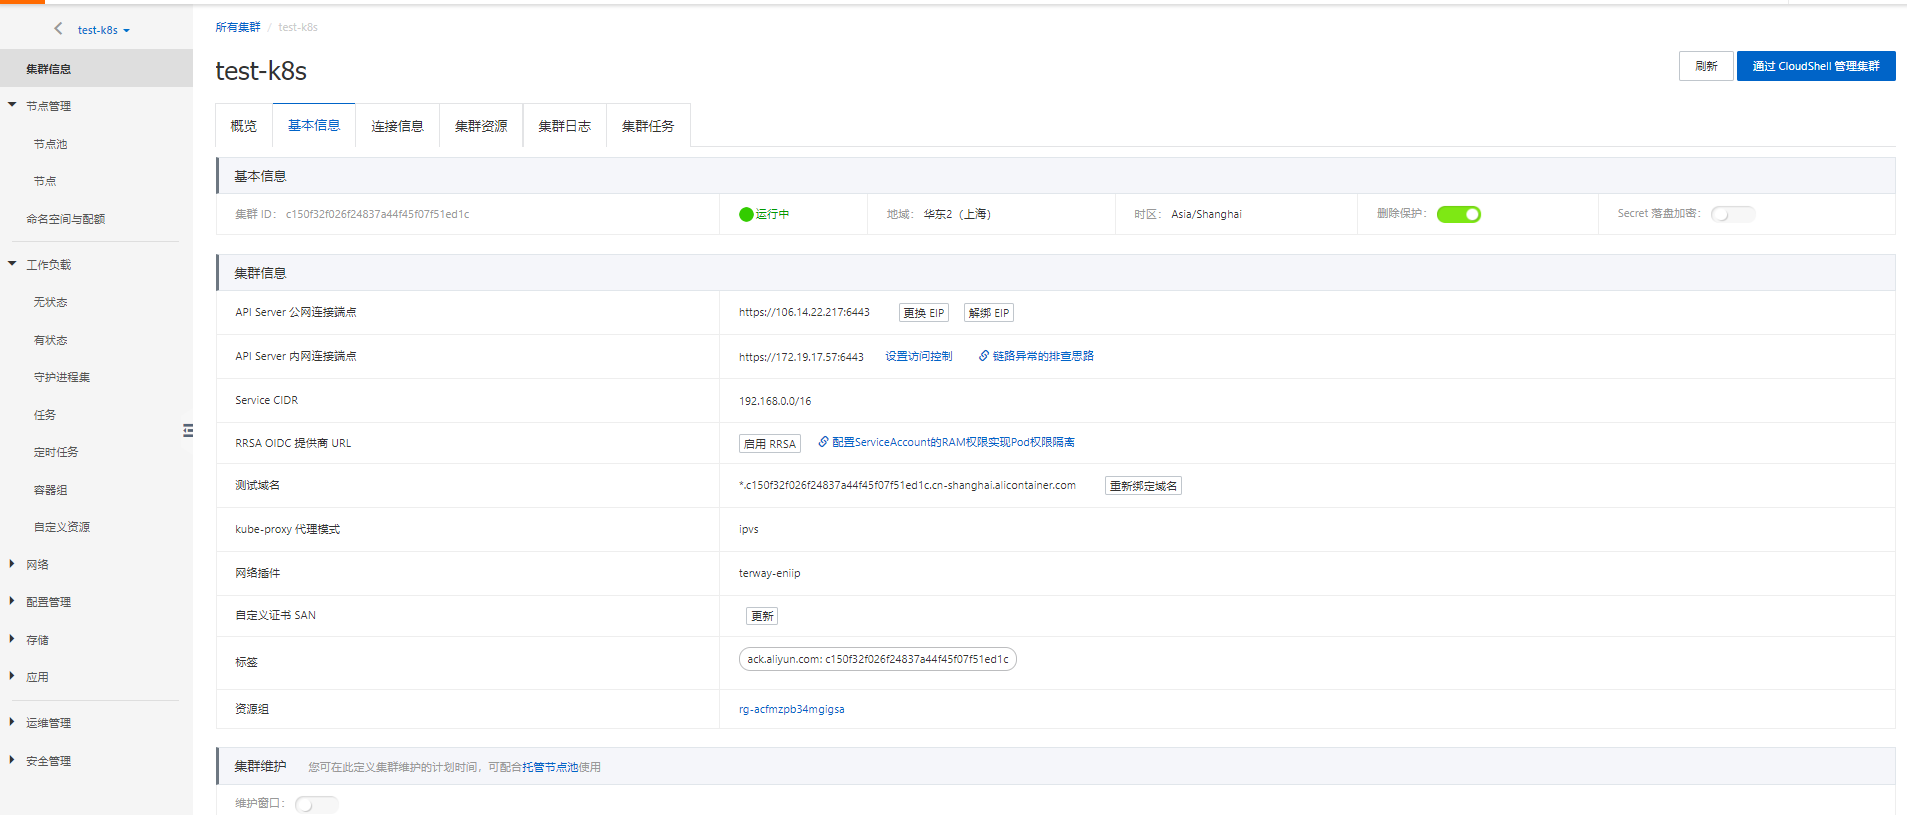 test-k8s
所有集群 / test-k8s
集群信息
test-k8s
刷新
通过 CloudShell 管理集群
节点管理
节点池
节点
命名空间与配额
工作负载
无状态
有状态
守护进程集
任务
定时任务
容器组
自定义资源
网络
配置管理
存储
应用
运维管理
安全管理
概览
基本信息
连接信息
集群资源
集群日志
集群任务
基本信息
集群 ID: c150f32f026f24837a44f45f07f51ed1c
运行中
地域: 华东2（上海）
时区: Asia/Shanghai
删除保护:
Secret 落盘加密:
集群信息
API Server 公网连接端点
https://106.14.22.217:6443
更换 EIP
解绑 EIP
API Server 内网连接端点
https://172.19.17.57:6443
设置访问控制
链路异常的排查思路
Service CIDR
192.168.0.0/16
RRSA OIDC 提供商 URL
启用 RRSA
配置ServiceAccount的RAM权限实现Pod权限隔离
测试域名
*.c150f32f026f24837a44f45f07f51ed1c.cn-shanghai.alicontainer.com
重新绑定域名
kube-proxy 代理模式
ipvs
网络插件
terway-eniip
自定义证书 SAN
更新
标签
ack.aliyun.com: c150f32f026f24837a44f45f07f51ed1c
资源组
rg-acfmzpb34mgigsa
集群维护
您可在此定义集群维护的计划时间，可配合托管节点池使用
维护窗口: